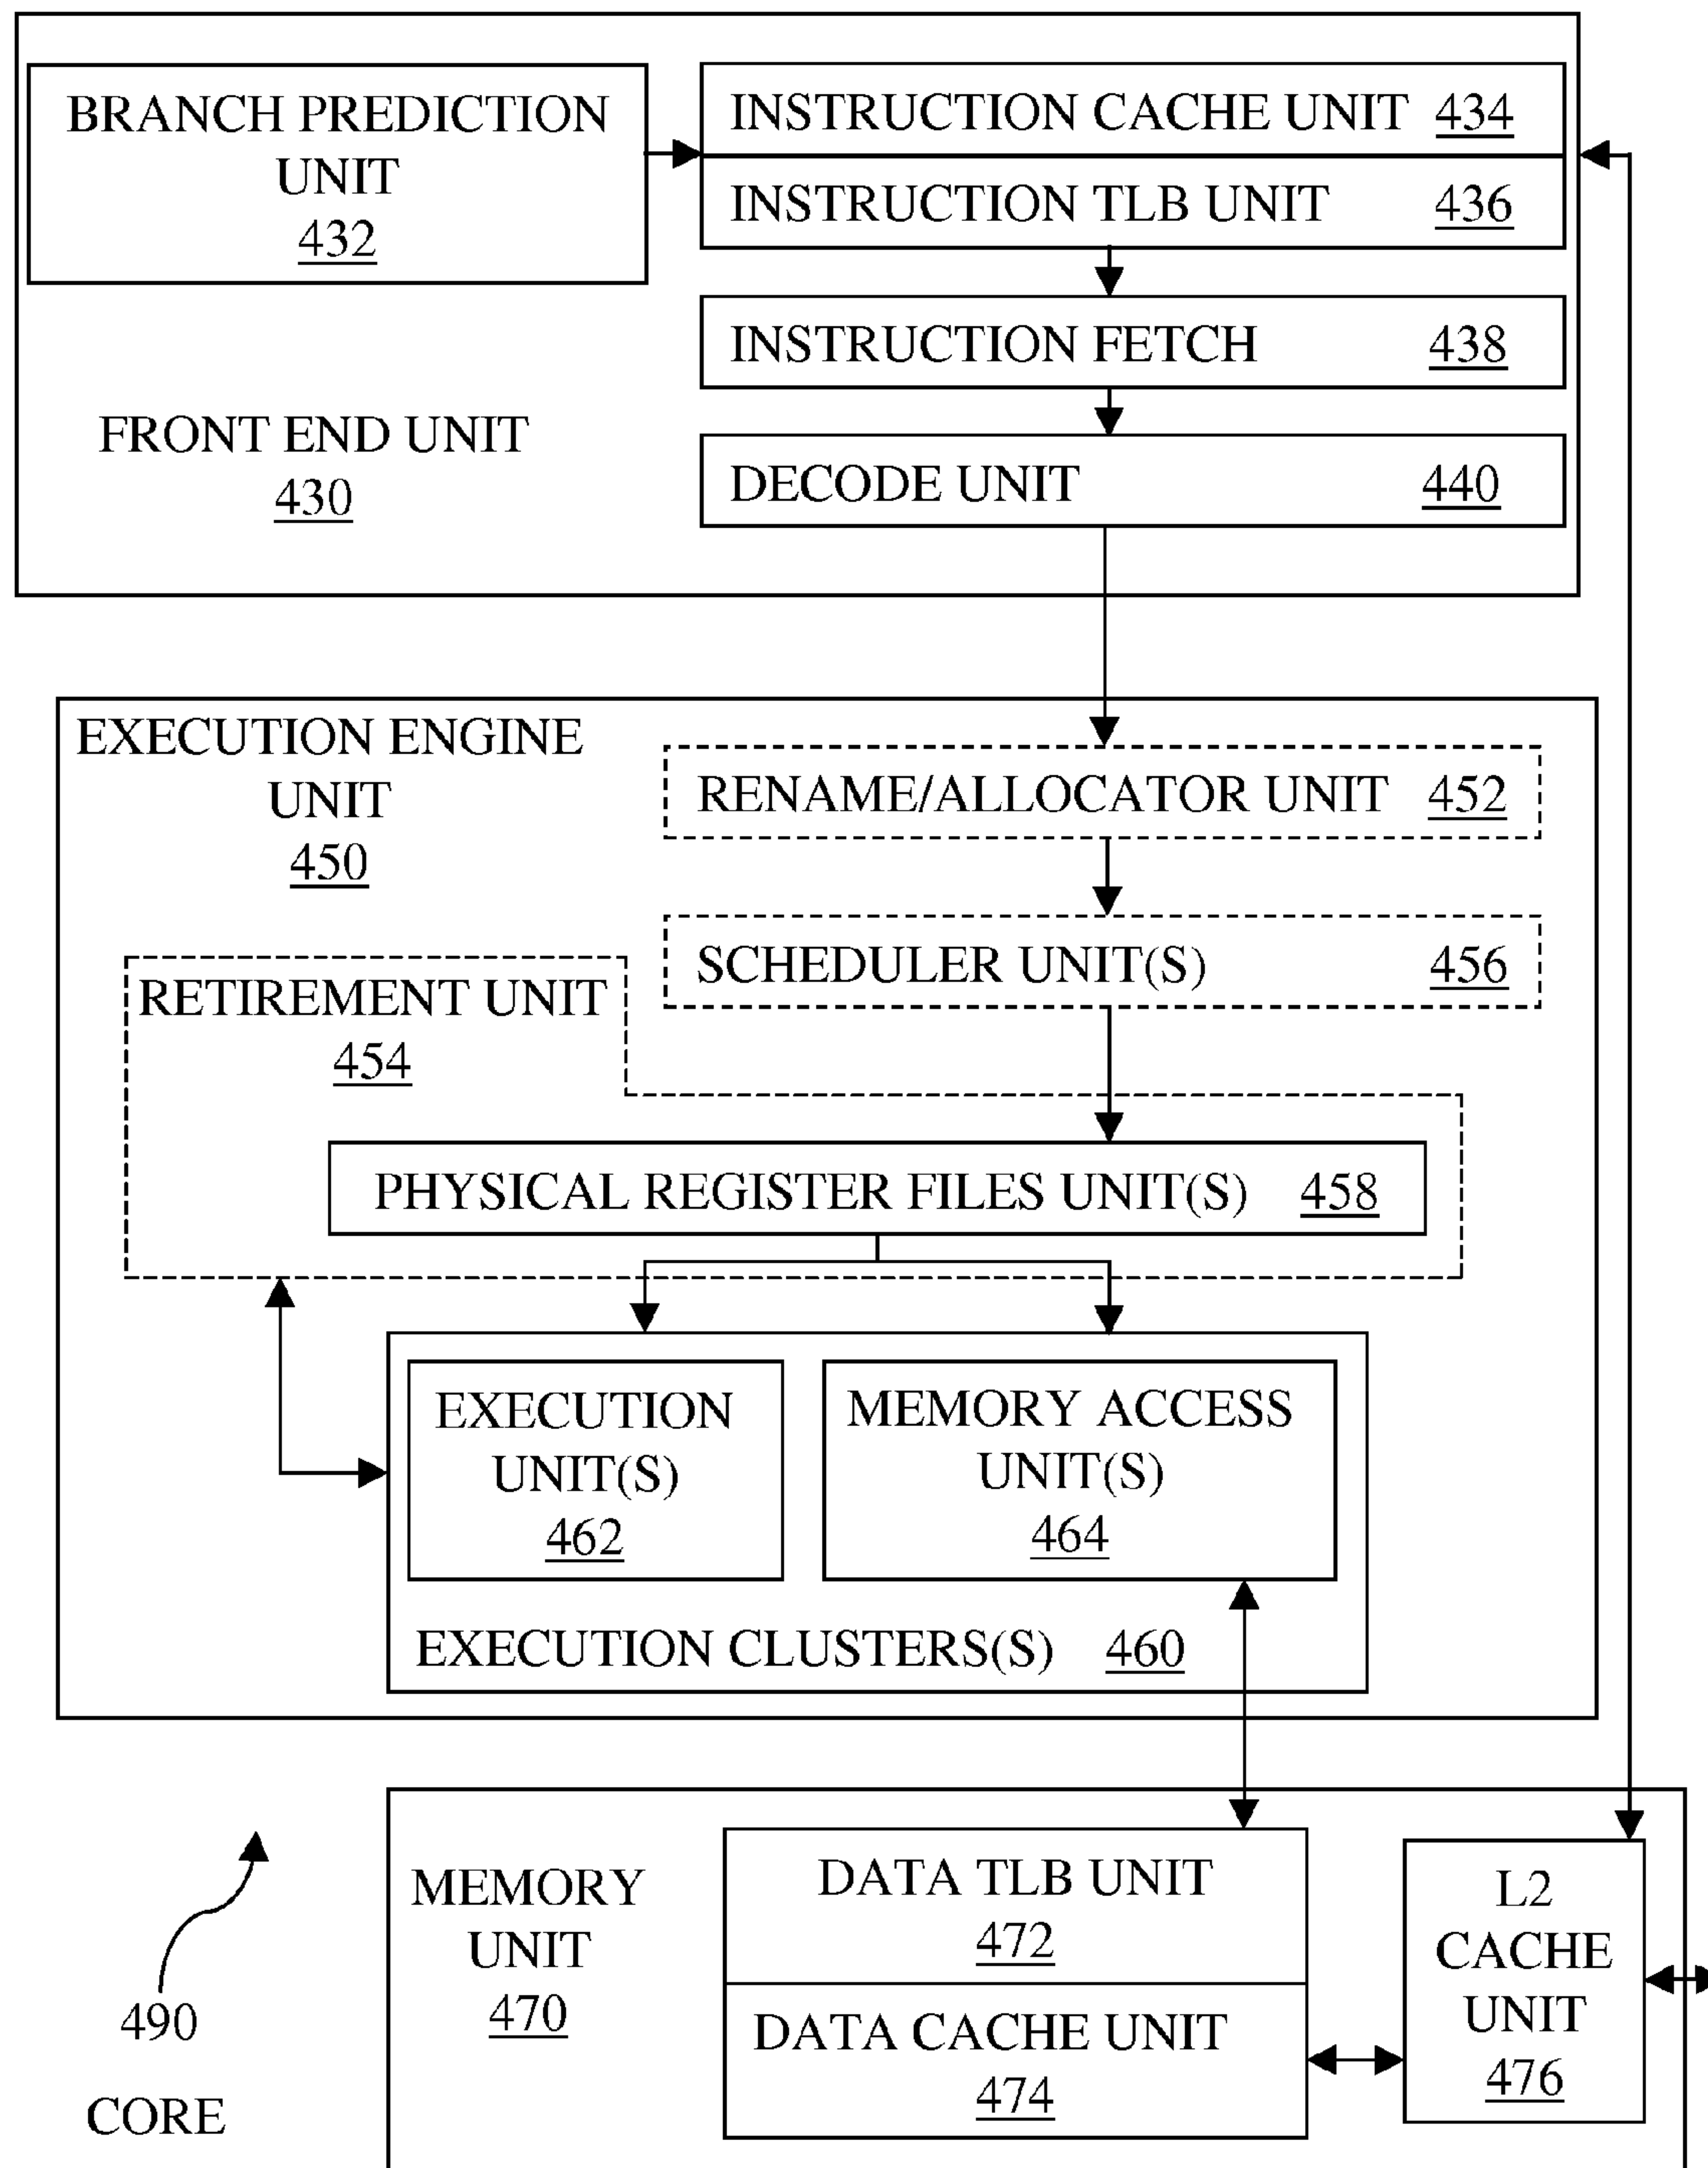 BRANCH PREDICTION
UNIT
432
INSTRUCTION CACHE UNIT 434
INSTRUCTION TLB UNIT 436
INSTRUCTION FETCH 438
FRONT END UNIT
430
DECODE UNIT 440
EXECUTION ENGINE
UNIT
450
RENAME/ALLOCATOR UNIT 452
SCHEDULER UNIT(S) 456
RETIREMENT UNIT
454
PHYSICAL REGISTER FILES UNIT(S) 458
EXECUTION
UNIT(S)
462
MEMORY ACCESS
UNIT(S)
464
EXECUTION CLUSTERS(S) 460
MEMORY
UNIT
470
DATA TLB UNIT
472
DATA CACHE UNIT
474
L2
CACHE
UNIT
476
490
CORE